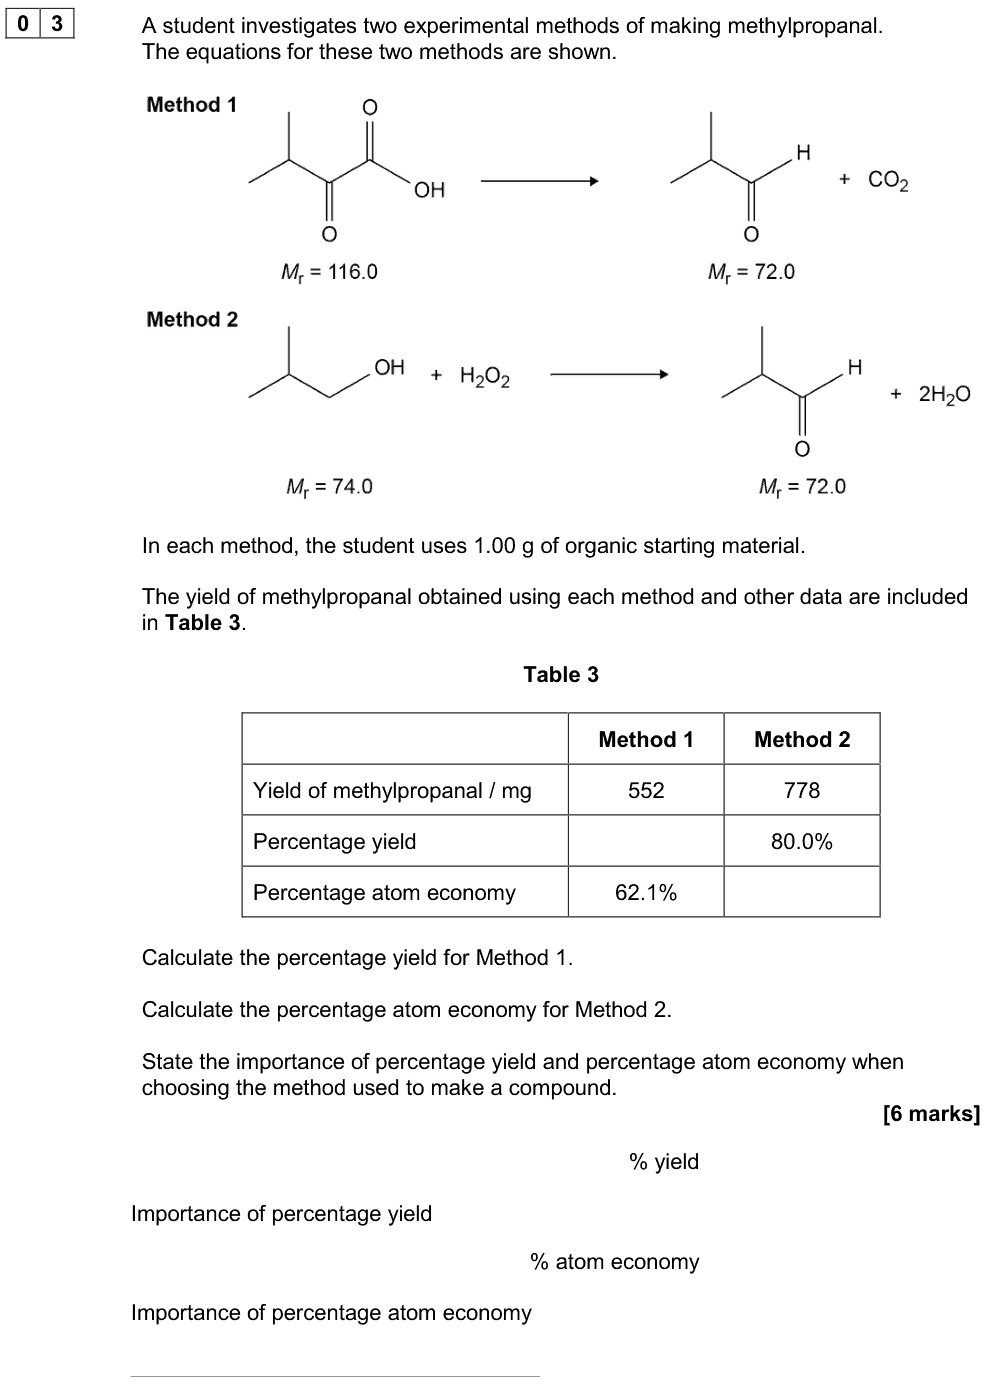 0 3
A student investigates two experimental methods of making methylpropanal.
The equations for these two methods are shown.
Method 1
O
OH
O
H
O
+ CO₂
Mᵣ = 116.0
Mᵣ = 72.0
Method 2
OH
+ H₂O₂
H
O
+ 2H₂O
Mᵣ = 74.0
Mᵣ = 72.0
In each method, the student uses 1.00 g of organic starting material.
The yield of methylpropanal obtained using each method and other data are included
in Table 3.
Table 3
Method 1 Method 2
Yield of methylpropanal / mg 552 778
Percentage yield 80.0%
Percentage atom economy 62.1%
Calculate the percentage yield for Method 1.
Calculate the percentage atom economy for Method 2.
State the importance of percentage yield and percentage atom economy when
choosing the method used to make a compound.
[6 marks]
% yield
Importance of percentage yield
% atom economy
Importance of percentage atom economy